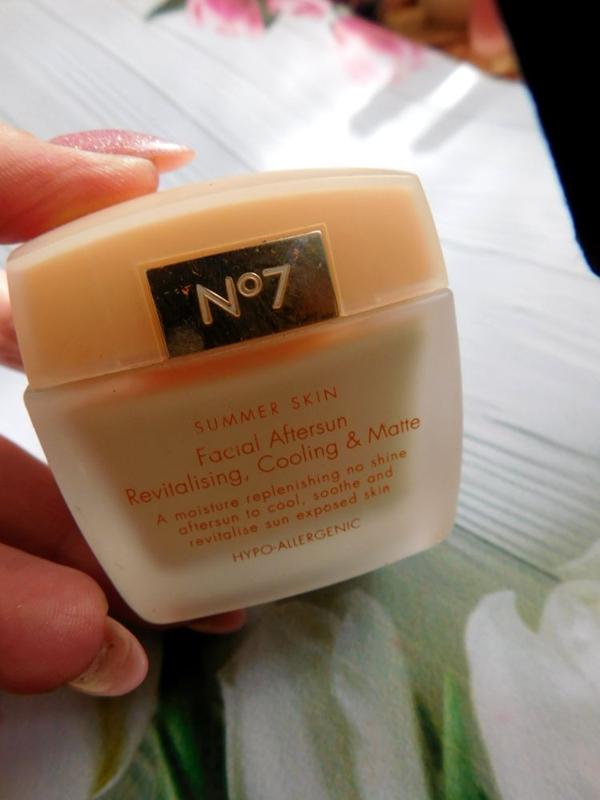 No7
SUMMER SKIN
Facial Aftersun
Revitalising, Cooling & Matte
A moisture replenishing no shine
aftersun to cool, soothe and
revitalise sun exposed skin
HYPO-ALLERGENIC